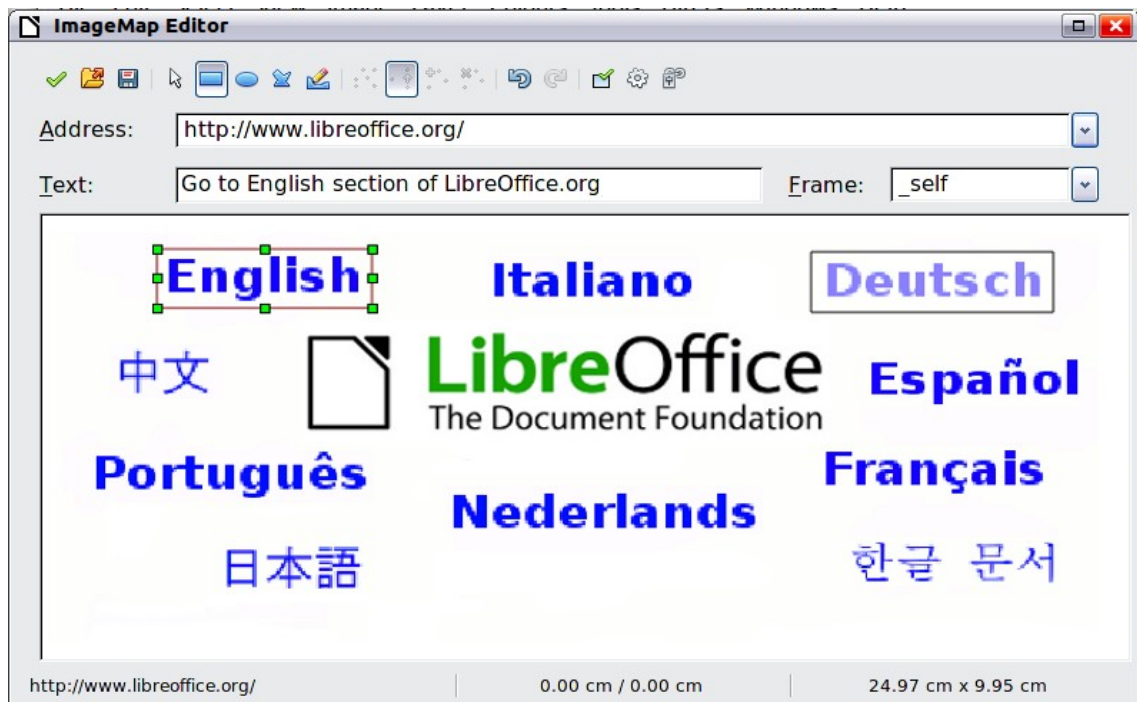 ImageMap Editor
Address: http://www.libreoffice.org/
Text: Go to English section of LibreOffice.org Frame: _self
English Italiano Deutsch
中文 LibreOffice Español
The Document Foundation
Português Français
Nederlands
日本語 한글 문서
http://www.libreoffice.org/ 0.00 cm / 0.00 cm 24.97 cm x 9.95 cm